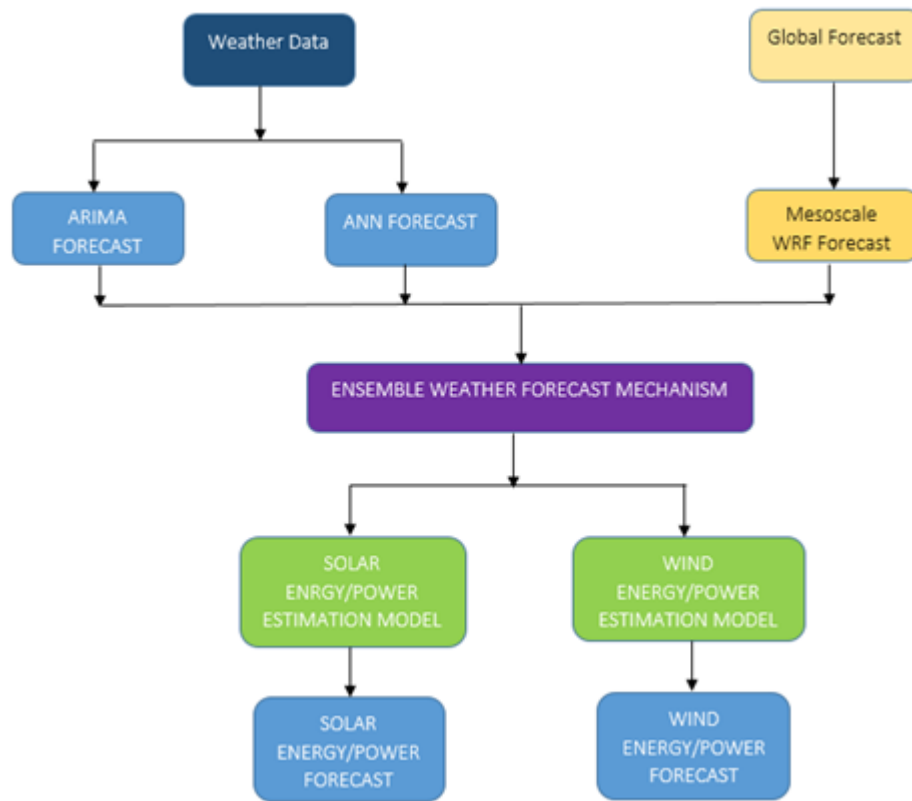 Weather Data
Global Forecast
ARIMA
FORECAST
ANN FORECAST
Mesoscale
WRF Forecast
ENSEMBLE WEATHER FORECAST MECHANISM
SOLAR
ENRGY/POWER
ESTIMATION MODEL
WIND
ENERGY/POWER
ESTIMATION MODEL
SOLAR
ENERGY/POWER
FORECAST
WIND
ENERGY/POWER
FORECAST